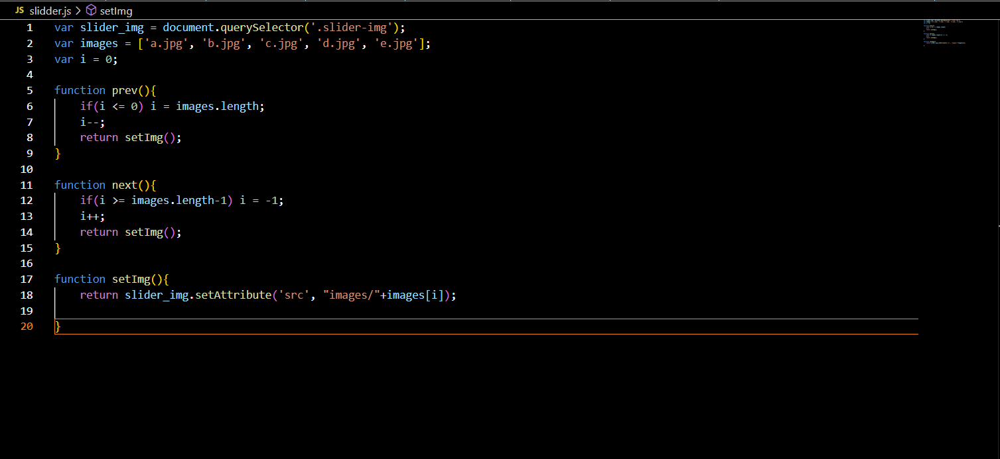 JS slidder.js > setImg
1 var slider_img = document.querySelector('.slider-img');
2 var images = ['a.jpg', 'b.jpg', 'c.jpg', 'd.jpg', 'e.jpg'];
3 var i = 0;
4
5 function prev(){
6     if(i <= 0) i = images.length;
7     i--;
8     return setImg();
9 }
10
11 function next(){
12     if(i >= images.length-1) i = -1;
13     i++;
14     return setImg();
15 }
16
17 function setImg(){
18     return slider_img.setAttribute('src', "images/"+images[i]);
19
20 }